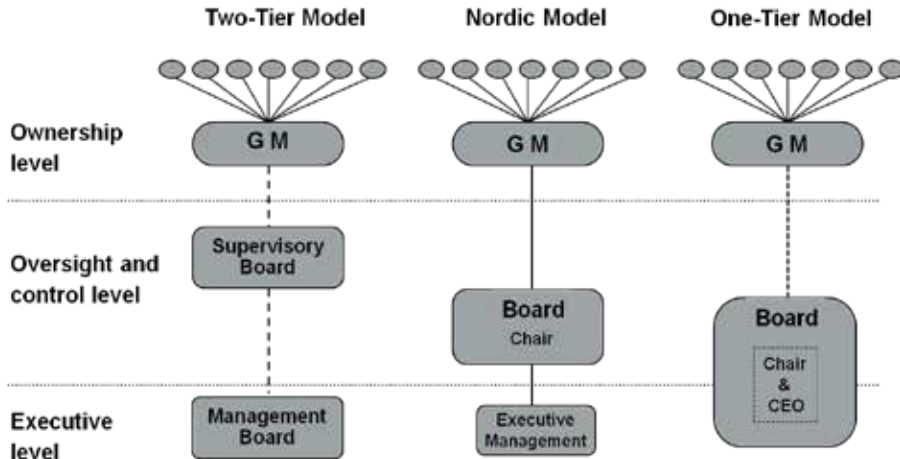 Two-Tier Model
Nordic Model
One-Tier Model
Ownership
level
G M
G M
G M
Oversight and
control level
Supervisory
Board
Board
Chair
Board
Chair
&
CEO
Executive
level
Management
Board
Executive
Management